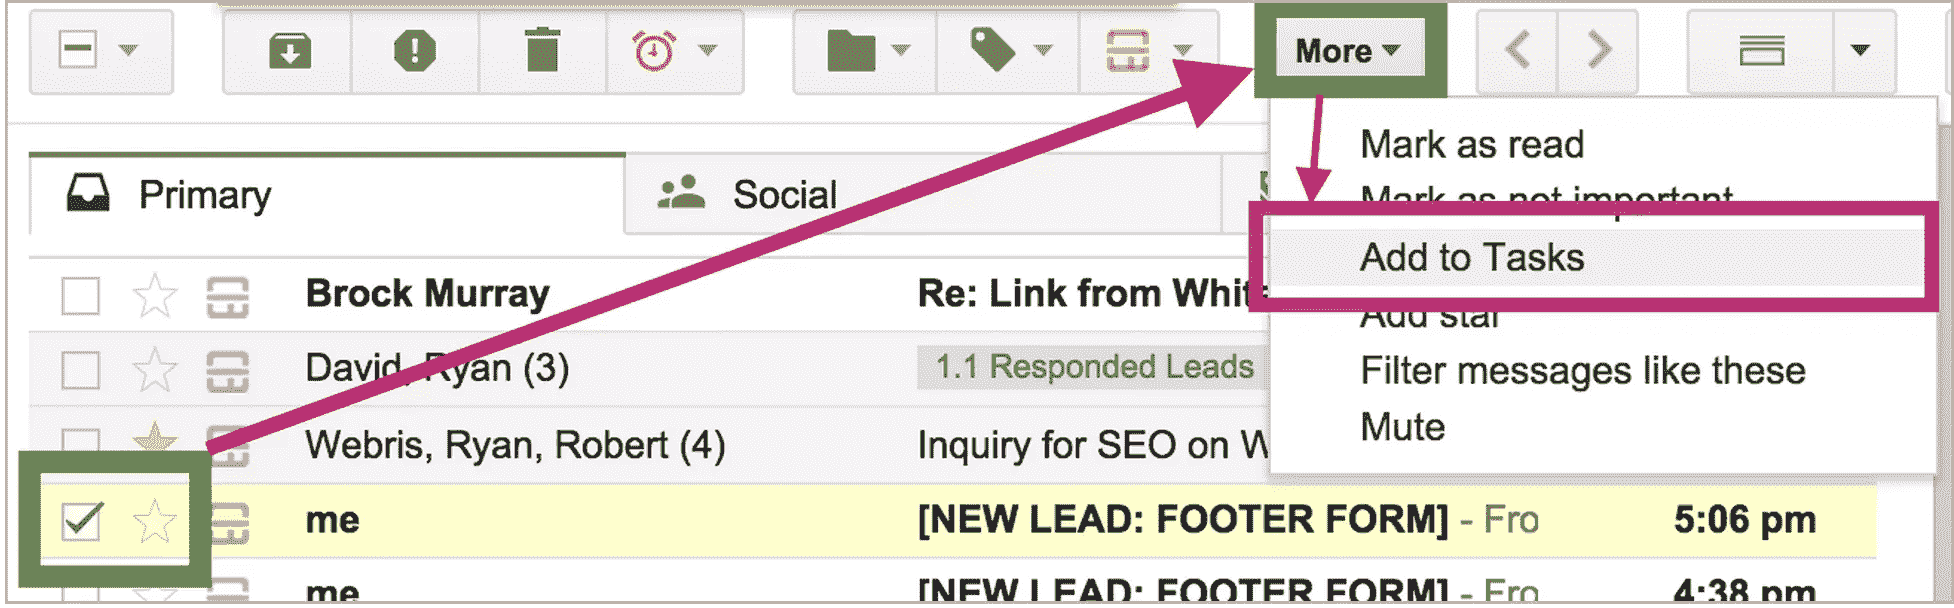 More
Mark as read
Mark as not important
Add to Tasks
Add star
Filter messages like these
Mute
Primary
Social
Brock Murray Re: Link from Whit
David, Ryan (3) 1.1 Responded Leads
Webris, Ryan, Robert (4) Inquiry for SEO on W
me [NEW LEAD: FOOTER FORM] - Fro 5:06 pm
me [NEW LEAD: FOOTER FORM] - Fro 4:38 pm